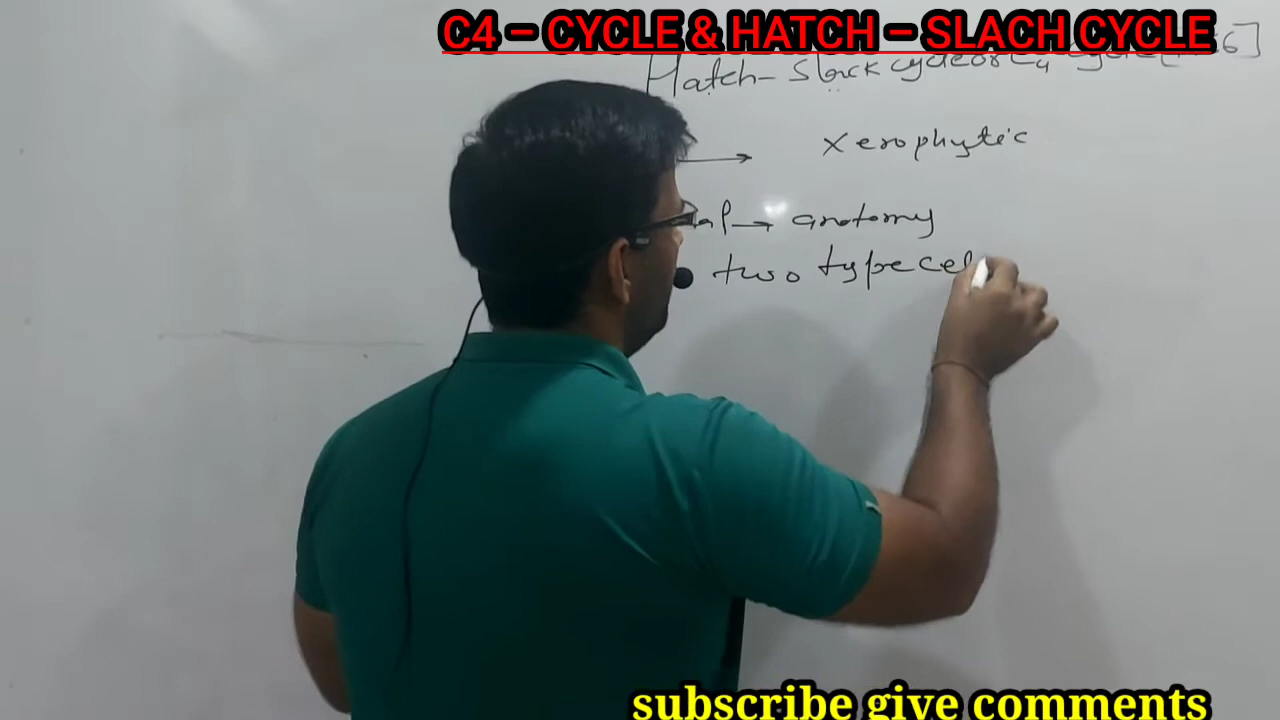 C4 – CYCLE & HATCH – SLACH CYCLE
Hatch - Slack cycle or C4 cycle
→ Xerophytic
→ anatomy
two type cel
subscribe give comments